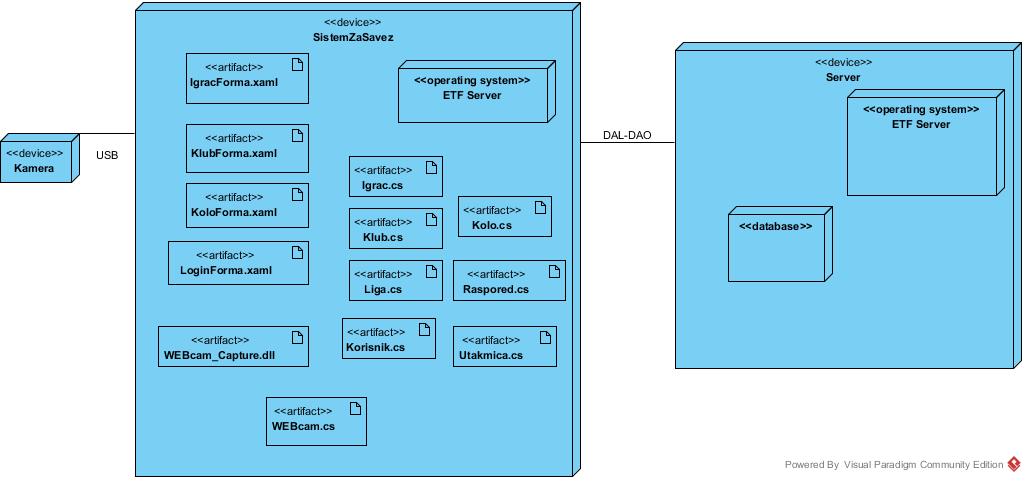 <<device>>
Kamera
USB
<<device>>
SistemZaSavez
<<artifact>>
IgracForma.xaml
<<operating system>>
ETF Server
<<artifact>>
KlubForma.xaml
<<artifact>>
KoloForma.xaml
<<artifact>>
LoginForma.xaml
<<artifact>>
Igrac.cs
<<artifact>>
Kolo.cs
<<artifact>>
Klub.cs
<<artifact>>
Liga.cs
<<artifact>>
Raspored.cs
<<artifact>>
WEBcam_Capture.dll
<<artifact>>
Korisnik.cs
<<artifact>>
Utakmica.cs
<<artifact>>
WEBcam.cs
DAL-DAO
<<device>>
Server
<<operating system>>
ETF Server
<<database>>
Powered By Visual Paradigm Community Edition